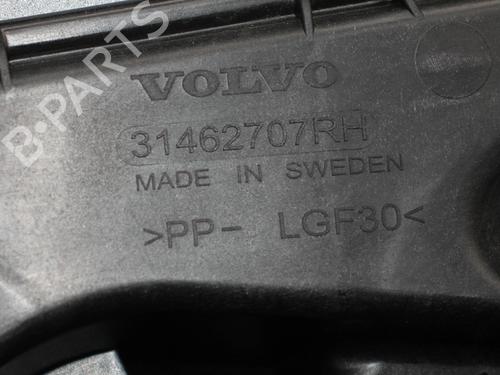 B-PARTS
VOLVO
31462707RH
MADE IN SWEDEN
>PP- LGF30<